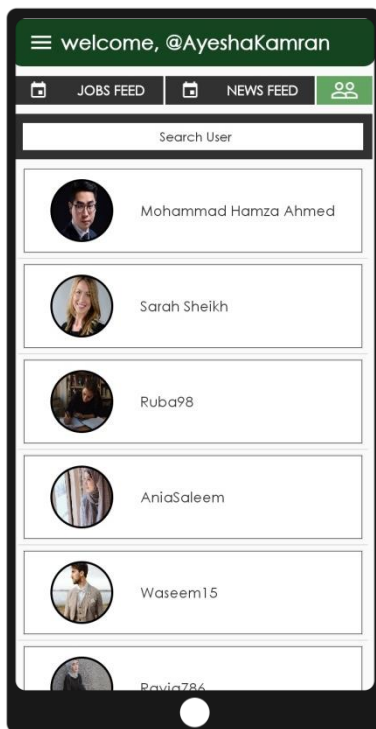 welcome, @AyeshaKamran
JOBS FEED NEWS FEED
Search User
Mohammad Hamza Ahmed
Sarah Sheikh
Ruba98
AniaSaleem
Waseem15